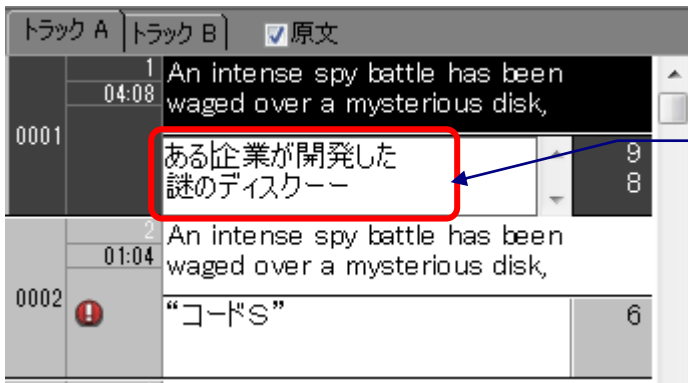 トラック A トラック B 原文
1
04:08
An intense spy battle has been
waged over a mysterious disk,
0001
ある企業が開発した
謎のディスクーー
9
8
2
01:04
An intense spy battle has been
waged over a mysterious disk,
0002
“コードS”
6